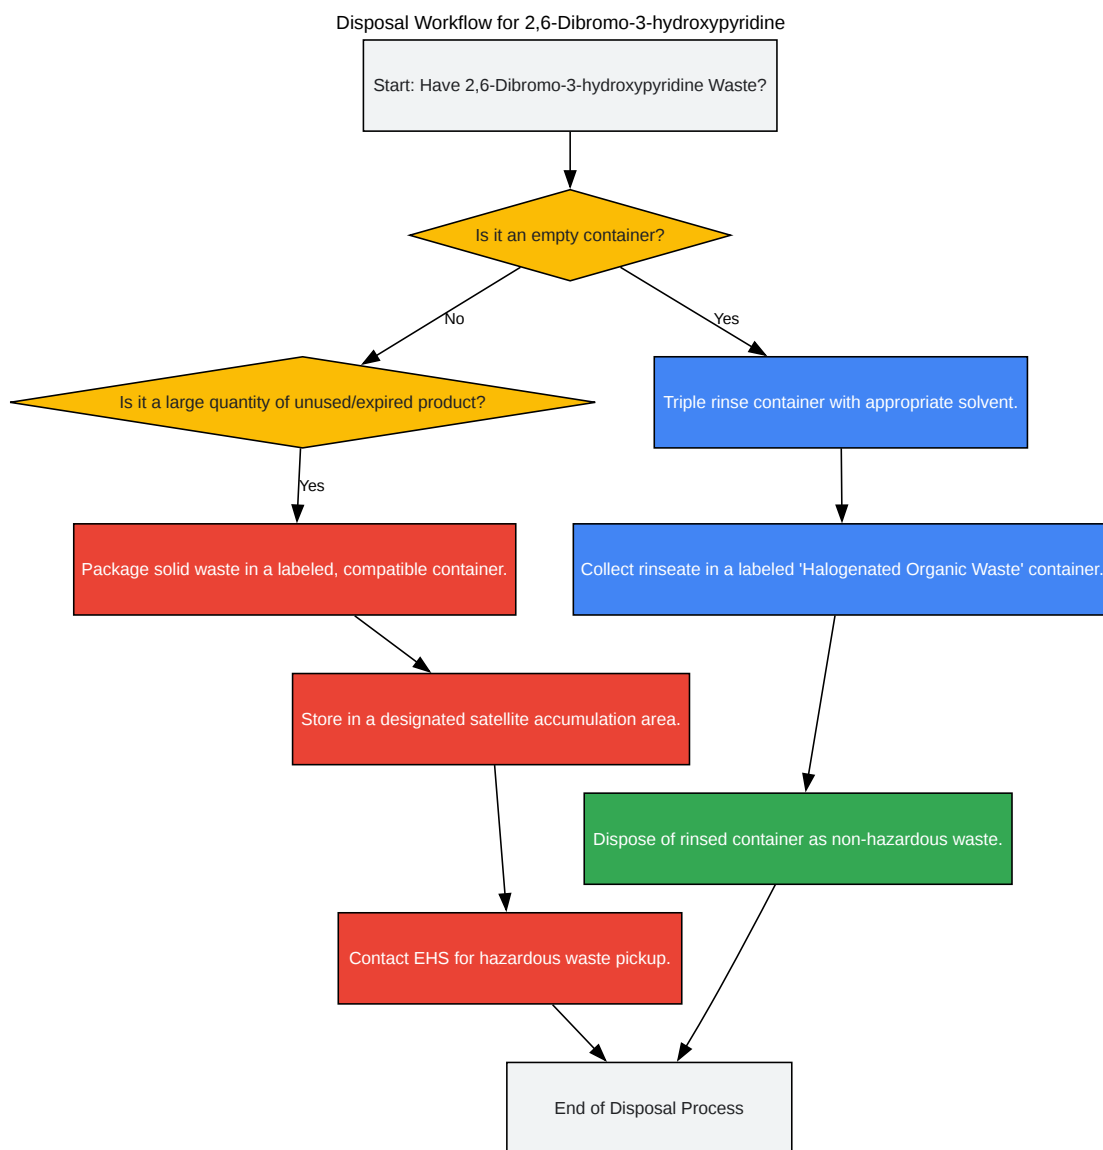 Disposal Workflow for 2,6-Dibromo-3-hydroxypyridine
Start: Have 2,6-Dibromo-3-hydroxypyridine Waste?
Is it an empty container?
No
Yes
Is it a large quantity of unused/expired product?
Triple rinse container with appropriate solvent.
Yes
Package solid waste in a labeled, compatible container.
Collect rinseate in a labeled 'Halogenated Organic Waste' container.
Store in a designated satellite accumulation area.
Dispose of rinsed container as non-hazardous waste.
Contact EHS for hazardous waste pickup.
End of Disposal Process